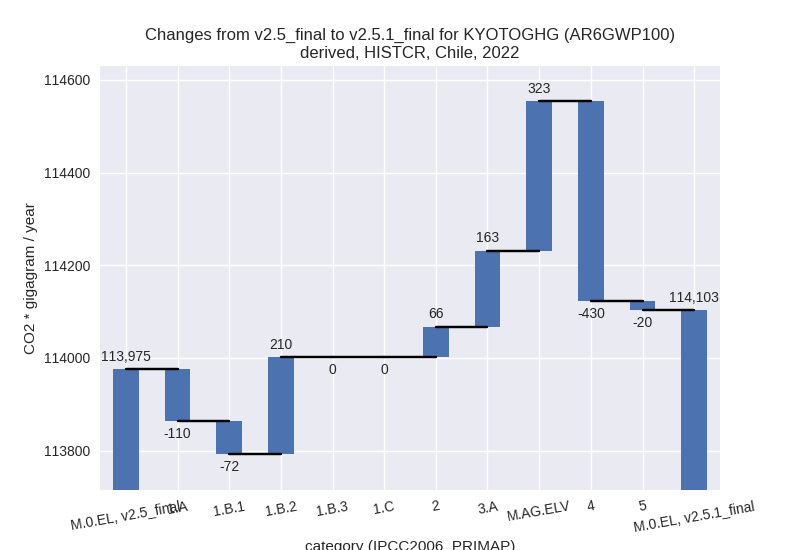 Changes from v2.5_final to v2.5.1_final for KYOTOGHG (AR6GWP100)
derived, HISTCR, Chile, 2022
CO2 * gigagram / year
114600
114400
114200
114000
113800
113,975
-110
-72
210
0
0
66
163
323
-430
-20
114,103
M.0.EL, v2.5_final
1.A
1.B.1
1.B.2
1.B.3
1.C
2
3.A
M.AG.ELV
4
5
M.0.EL, v2.5.1_final
category (IPCC2006_PRIMAP)